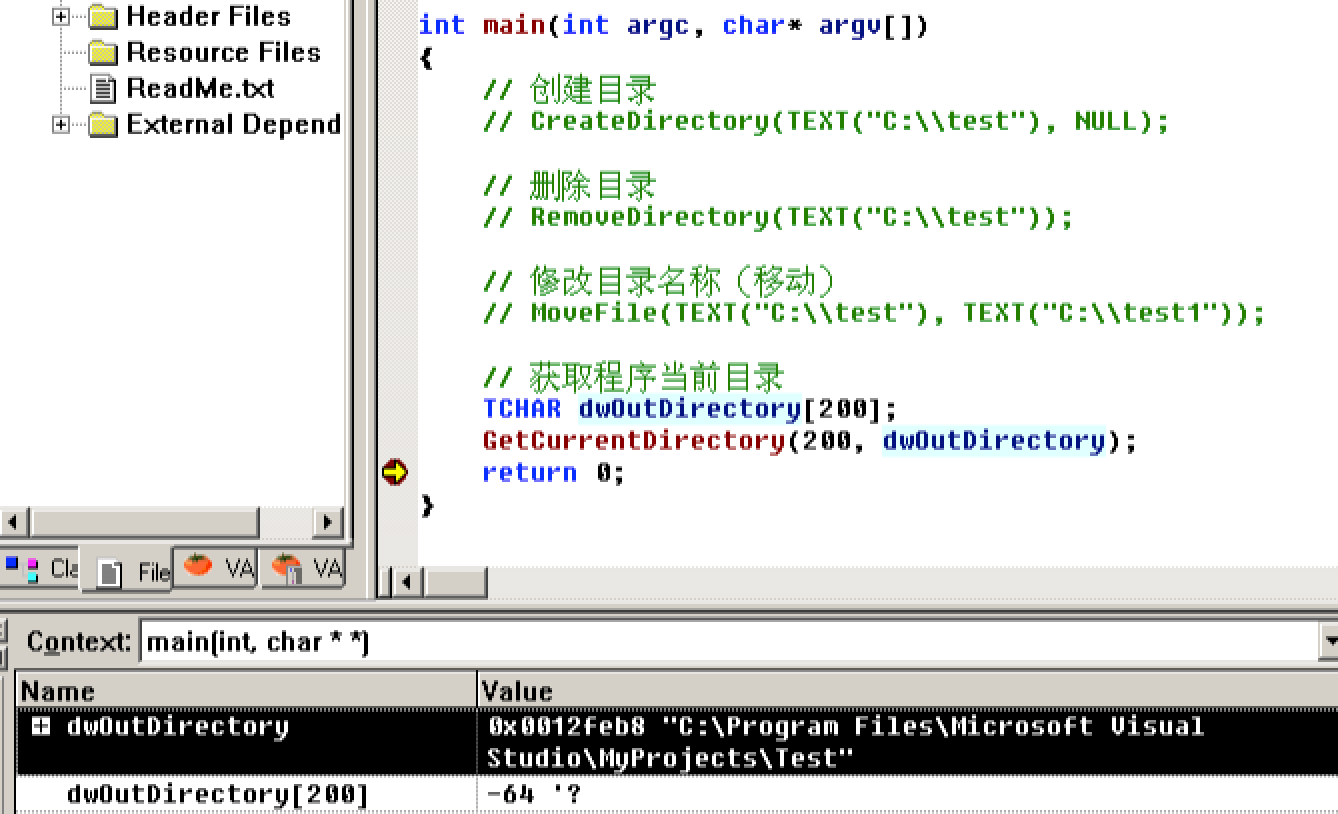 Header Files
Resource Files
ReadMe.txt
External Depend
Cla
File
VA
VA
int main(int argc, char* argv[])
{
// 创建目录
// CreateDirectory(TEXT("C:\\test"), NULL);
// 删除目录
// RemoveDirectory(TEXT("C:\\test"));
// 修改目录名称（移动）
// MoveFile(TEXT("C:\\test"), TEXT("C:\\test1"));
// 获取程序当前目录
TCHAR dwOutDirectory[200];
GetCurrentDirectory(200, dwOutDirectory);
return 0;
}
Context: main(int, char * *)
Name Value
dwOutDirectory 0x0012feb8 "C:\Program Files\Microsoft Visual
Studio\MyProjects\Test"
dwOutDirectory[200] -64 '?